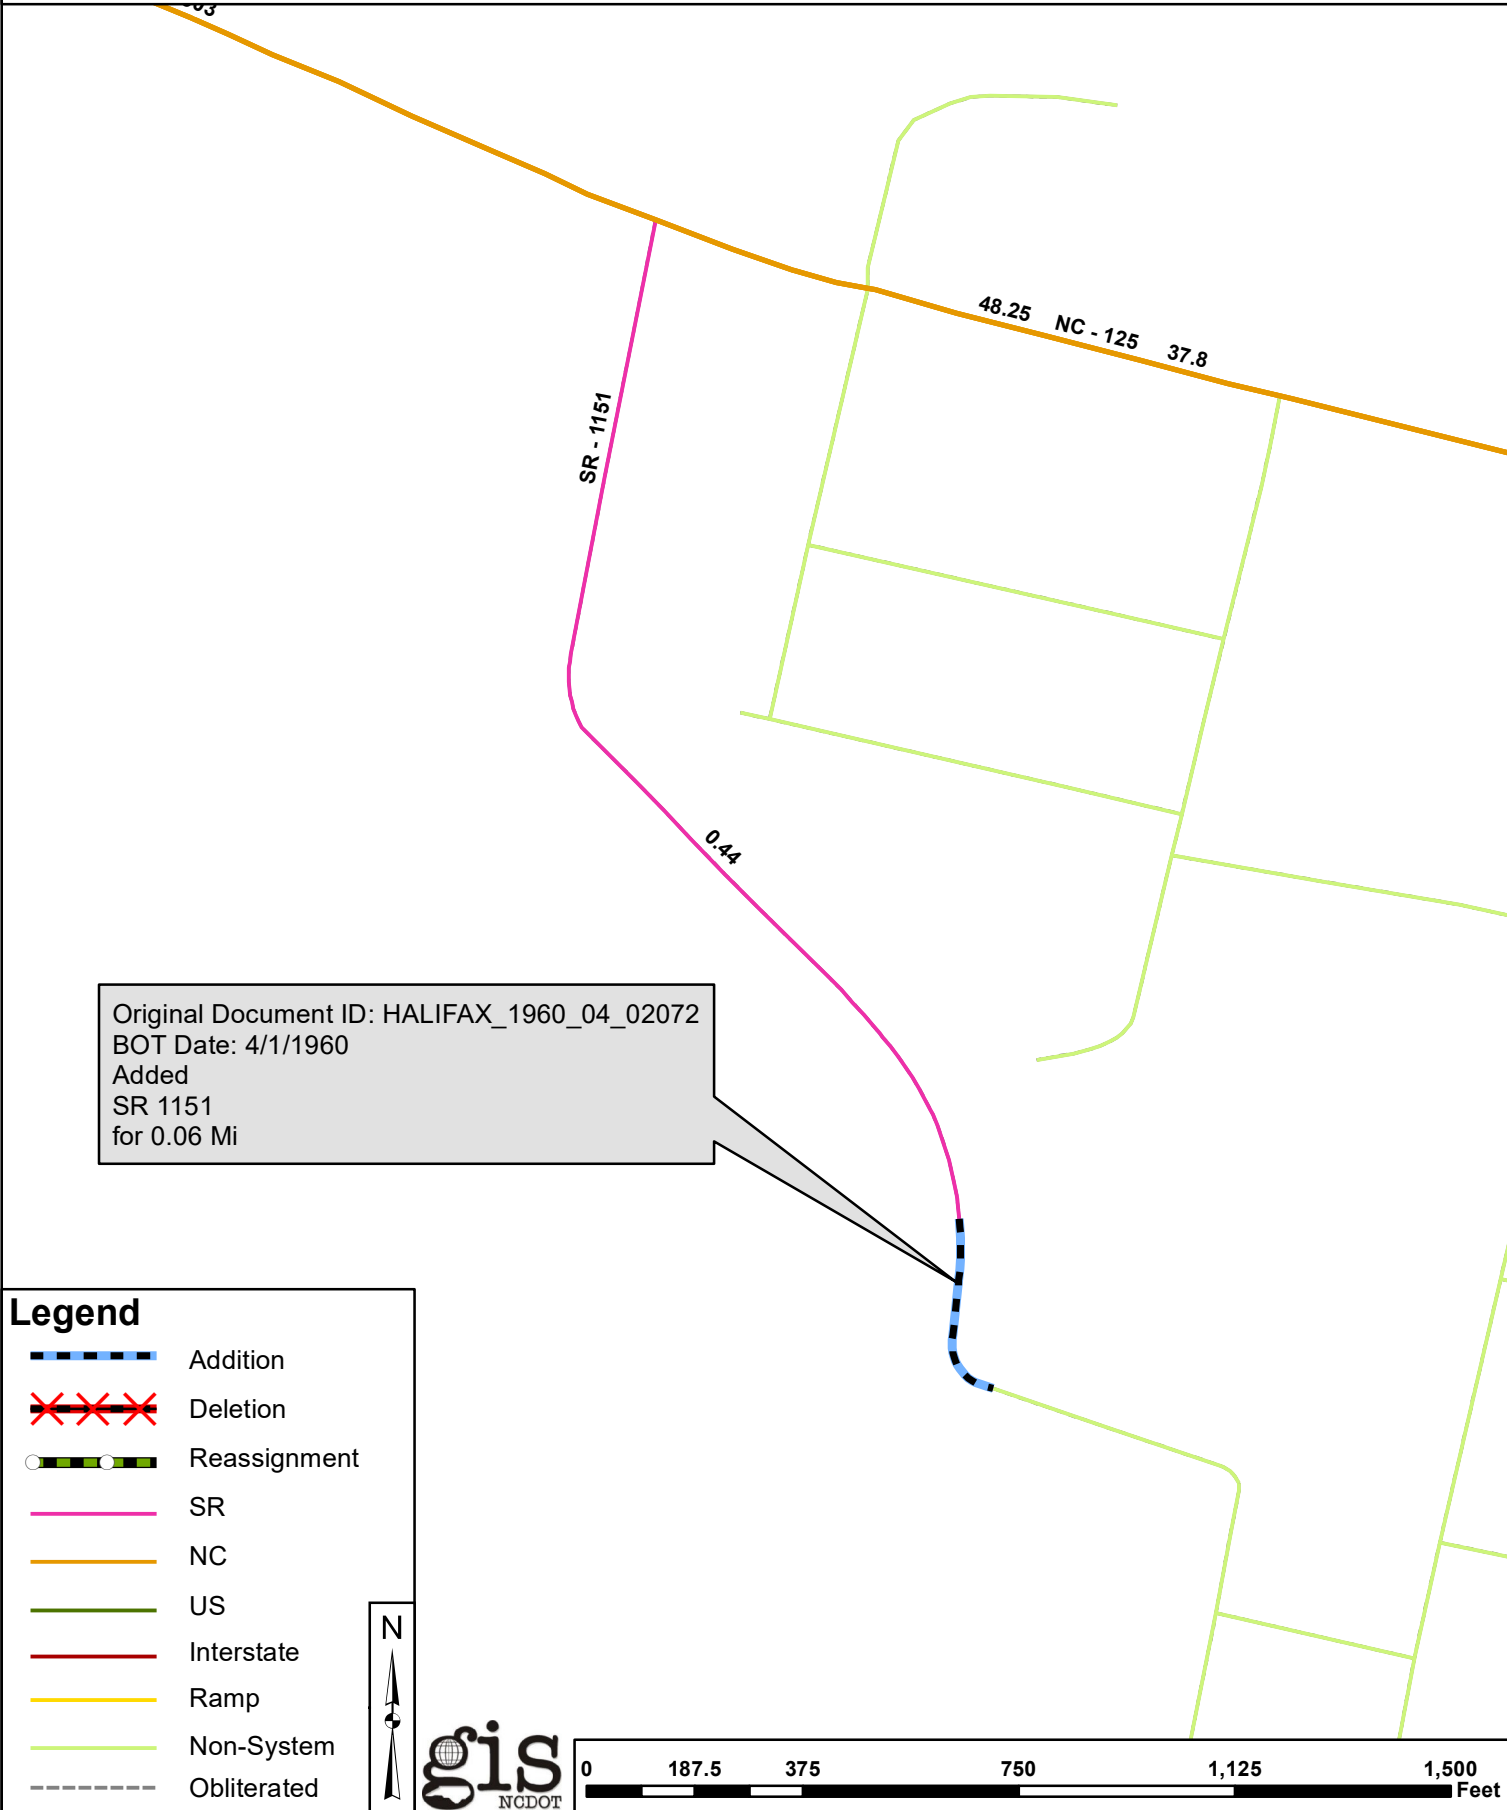 48.25 NC - 125 37.8
SR - 1151
0.44
Original Document ID: HALIFAX_1960_04_02072
BOT Date: 4/1/1960
Added
SR 1151
for 0.06 Mi
Legend
Addition
Deletion
Reassignment
SR
NC
US
Interstate
Ramp
Non-System
Obliterated
N
gis
NCDOT
0 187.5 375 750 1,125 1,500
Feet